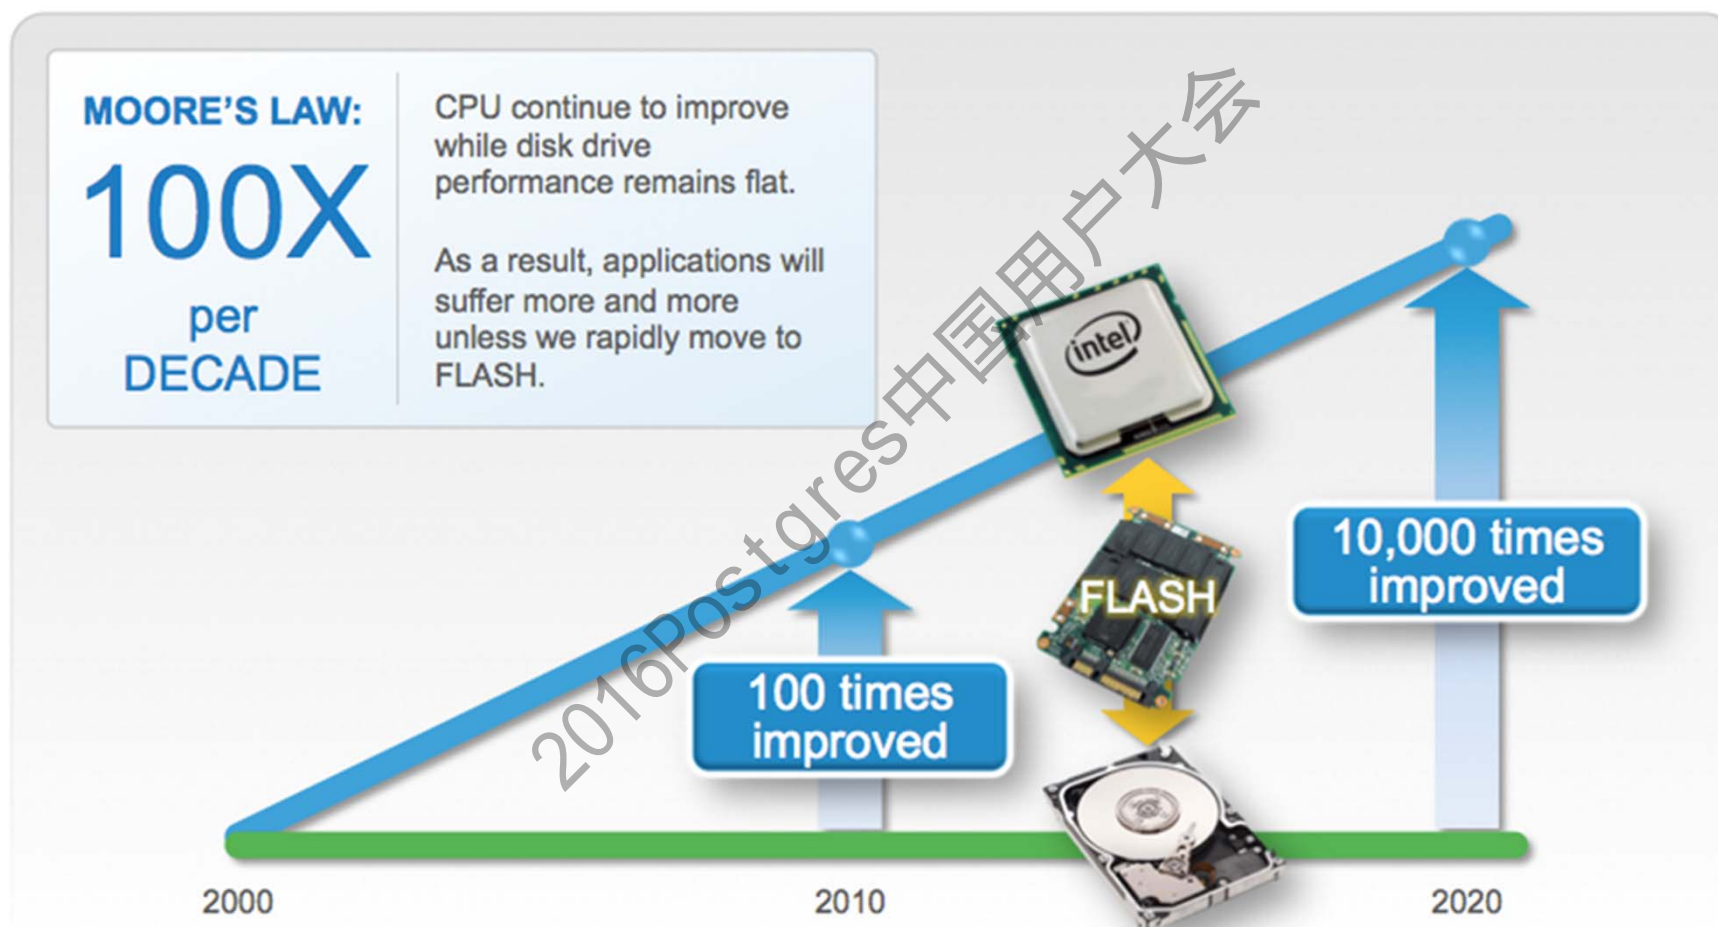 MOORE'S LAW:
100X
per
DECADE
CPU continue to improve
while disk drive
performance remains flat.
As a result, applications will
suffer more and more
unless we rapidly move to
FLASH.
intel
FLASH
10,000 times
improved
100 times
improved
2016Postgres中国用户大会
2000
2010
2020